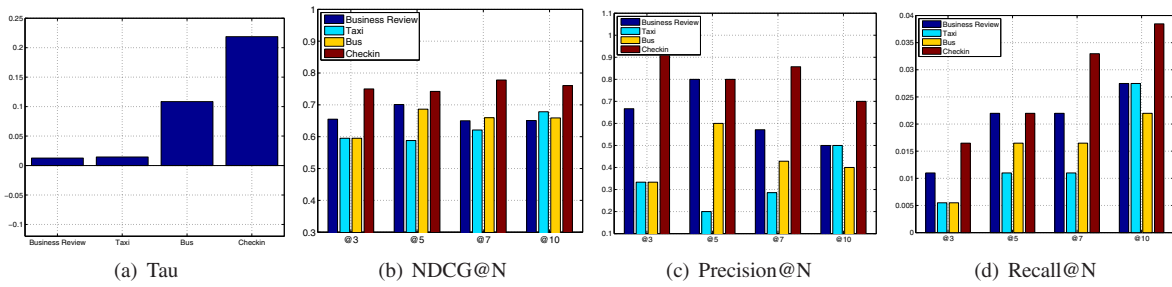 0.25
0.2
0.15
0.1
0.05
0
−0.05
−0.1
Business Review
Taxi
Bus
Checkin
(a) Tau
1
0.9
0.8
0.7
0.6
0.5
0.4
0.3
Business Review
Taxi
Bus
Checkin
@3
@5
@7
@10
(b) NDCG@N
1.1
1
0.9
0.8
0.7
0.6
0.5
0.4
0.3
0.2
0.1
Business Review
Taxi
Bus
Checkin
@3
@5
@7
@10
(c) Precision@N
0.04
0.035
0.03
0.025
0.02
0.015
0.01
0.005
0
Business Review
Taxi
Bus
Checkin
@3
@5
@7
@10
(d) Recall@N